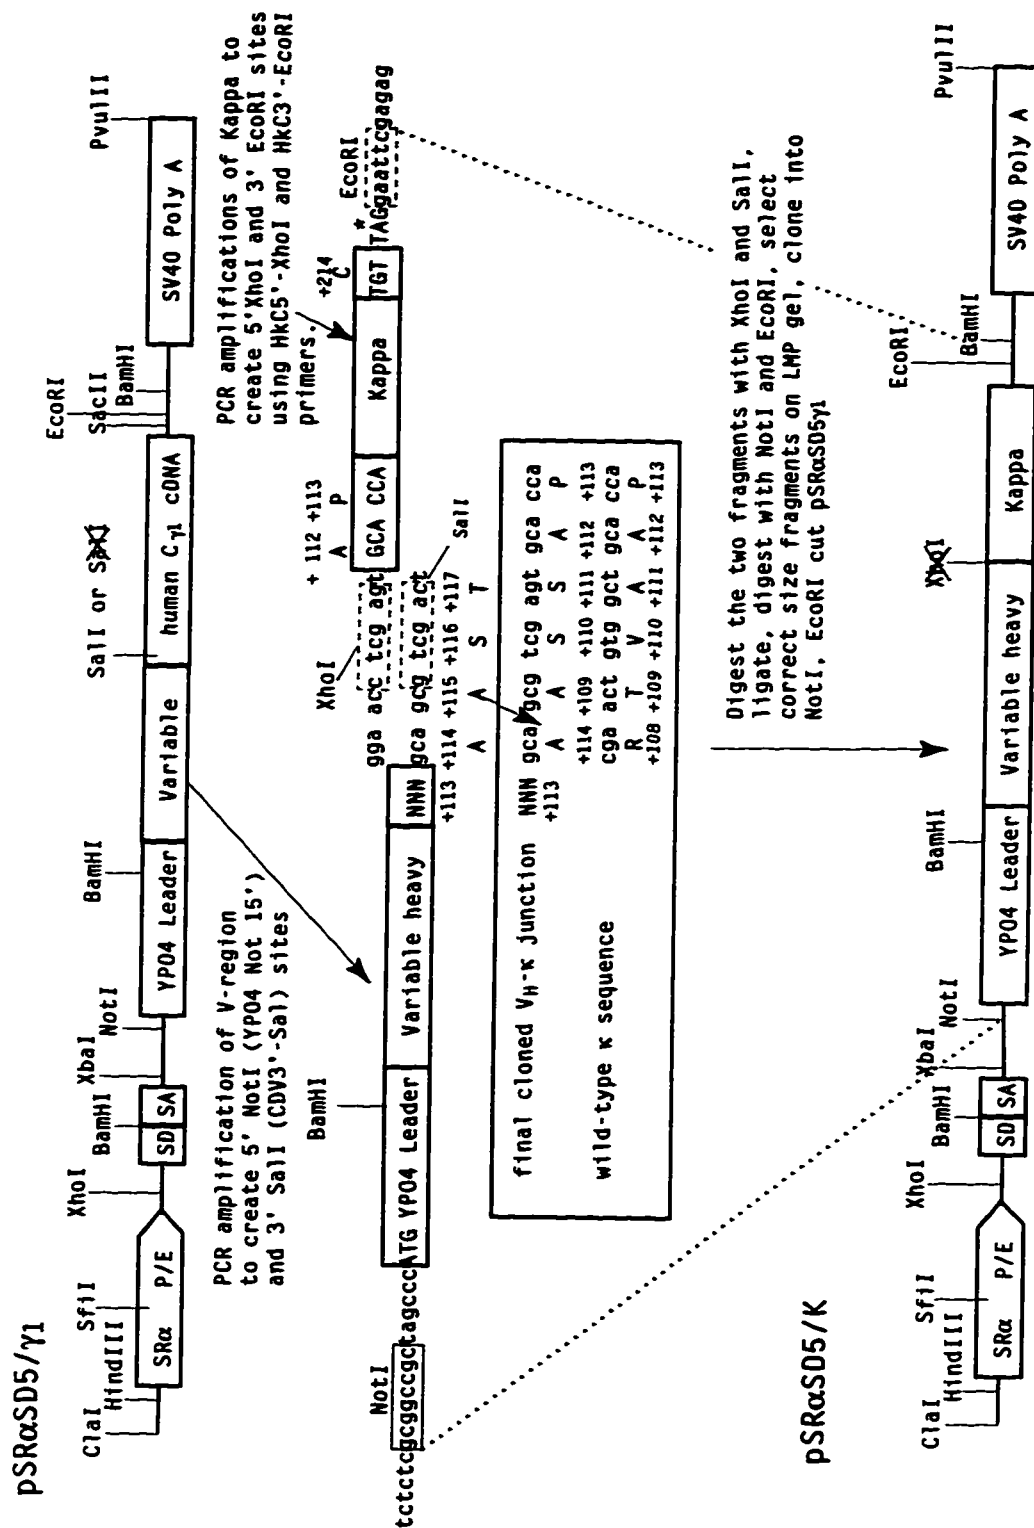 pSRαSD5/γ1
ClaI
HindIII
SfiI
XhoI
BamHI
XbaI
NotI
BamHI
SalI or SalI
EcoRI
SacII
BamHI
PvulII
SRα P/E
SD
SA
YP04 Leader
Variable
human Cγ1 cDNA
SV40 Poly A
PCR amplification of V-region
to create 5' NotI (YP04 Not 15')
and 3' SalI (CDV3'-Sal) sites
PCR amplifications of Kappa to
create 5'XhoI and 3' EcoRI sites
using HkC5'-XhoI and HkC3'-EcoRI
primers.
NotI
tctctcgcggccgctagcccATG YP04 Leader
BamHI
Variable heavy
NNN
XhoI
gga acc tcg agt
gca gcg tcg act
SalI
+113 +114 +115 +116 +117
A A S T
+ 112 +113
A P
GCA CCA
Kappa
+214
C *
TGT TAGgaattcgagag
EcoRI
final cloned VH-κ junction NNN gca gcg tcg agt gca cca
+113 A A S S A P
+114 +109 +110 +111 +112 +113
wild-type κ sequence cga act gtg gct gca cca
R T V A A P
+108 +109 +110 +111 +112 +113
Digest the two fragments with XhoI and SalI,
ligate, digest with NotI and EcoRI, select
correct size fragments on LMP gel, clone into
NotI, EcoRI cut pSRαSD5γ1
pSRαSD5/K
ClaI
HindIII
SfiI
XhoI
BamHI
XbaI
NotI
BamHI
XhoI
EcoRI
BamHI
PvulII
SRα P/E
SD
SA
YP04 Leader
Variable heavy
Kappa
SV40 Poly A